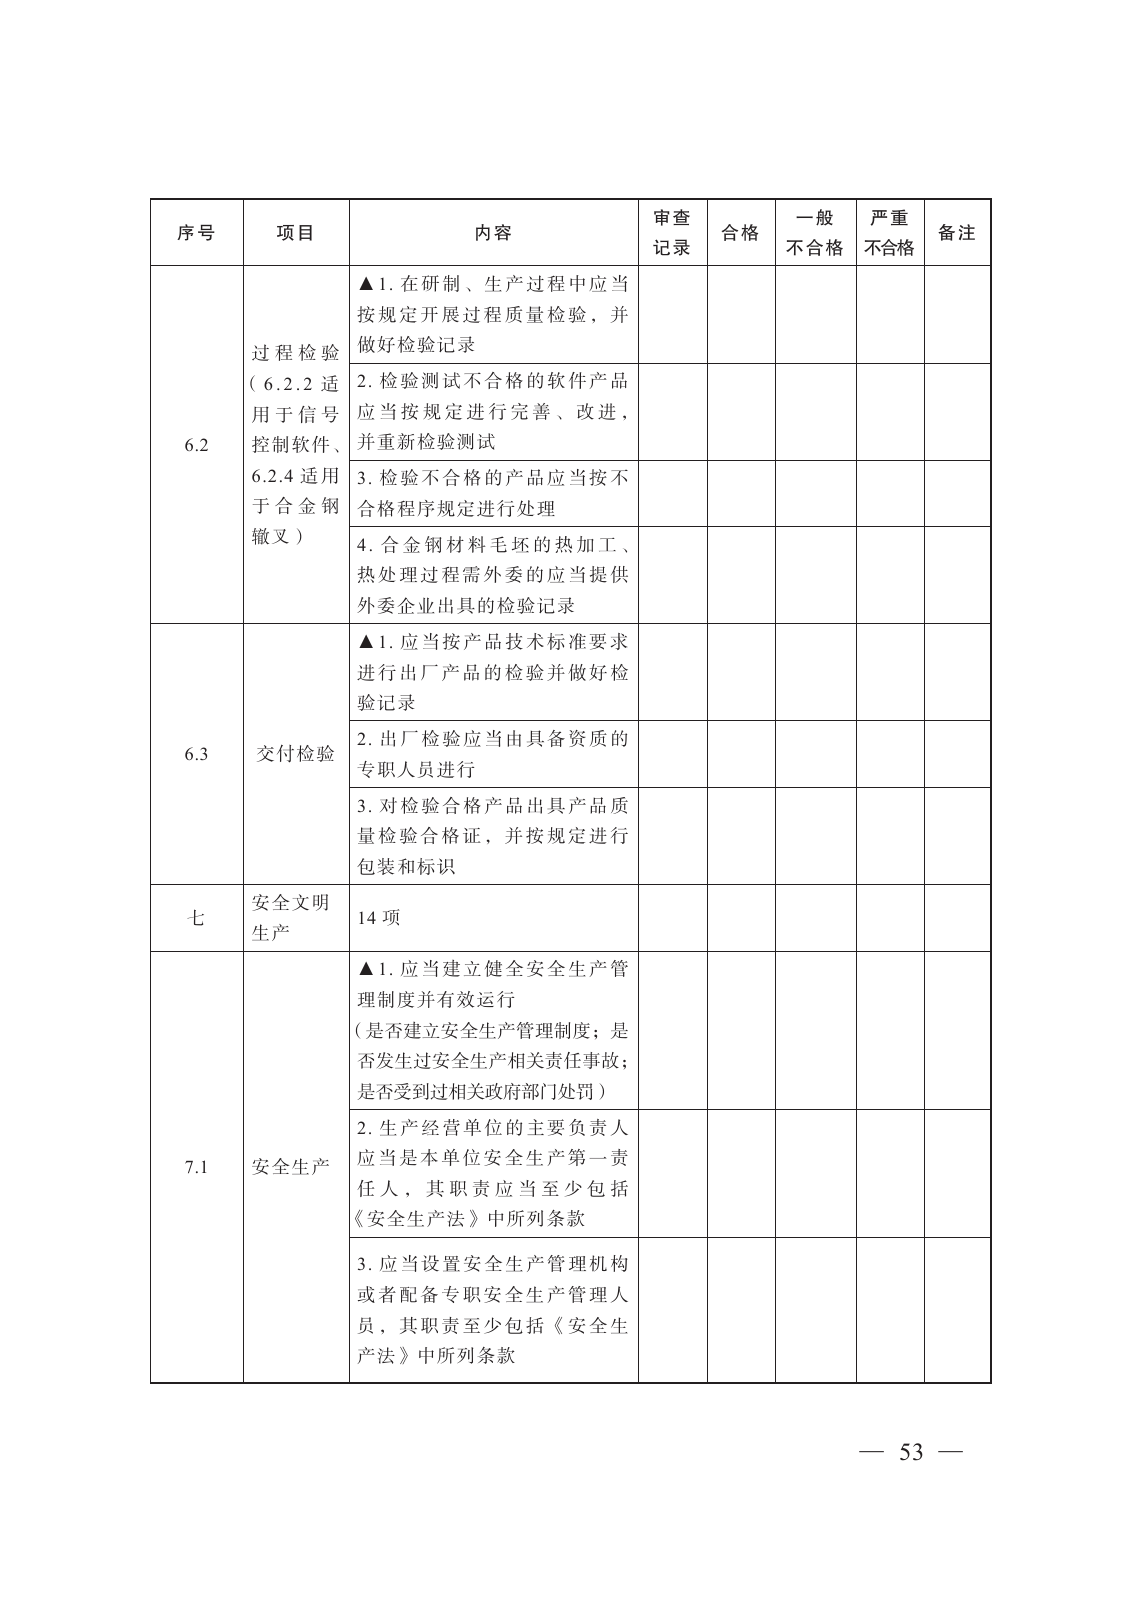 序号 项目 内容 审查记录 合格 一般不合格 严重不合格 备注
6.2
过程检验
（6.2.2适
用于信号
控制软件、
6.2.4适用
于合金钢
辙叉）
▲1.在研制、生产过程中应当
按规定开展过程质量检验，并
做好检验记录
2.检验测试不合格的软件产品
应当按规定进行完善、改进，
并重新检验测试
3.检验不合格的产品应当按不
合格程序规定进行处理
4.合金钢材料毛坯的热加工、
热处理过程需外委的应当提供
外委企业出具的检验记录
6.3
交付检验
▲1.应当按产品技术标准要求
进行出厂产品的检验并做好检
验记录
2.出厂检验应当由具备资质的
专职人员进行
3.对检验合格产品出具产品质
量检验合格证，并按规定进行
包装和标识
七
安全文明
生产
14项
7.1
安全生产
▲1.应当建立健全安全生产管
理制度并有效运行
（是否建立安全生产管理制度；是
否发生过安全生产相关责任事故；
是否受到过相关政府部门处罚）
2.生产经营单位的主要负责人
应当是本单位安全生产第一责
任人，其职责应当至少包括
《安全生产法》中所列条款
3.应当设置安全生产管理机构
或者配备专职安全生产管理人
员，其职责至少包括《安全生
产法》中所列条款
— 53 —